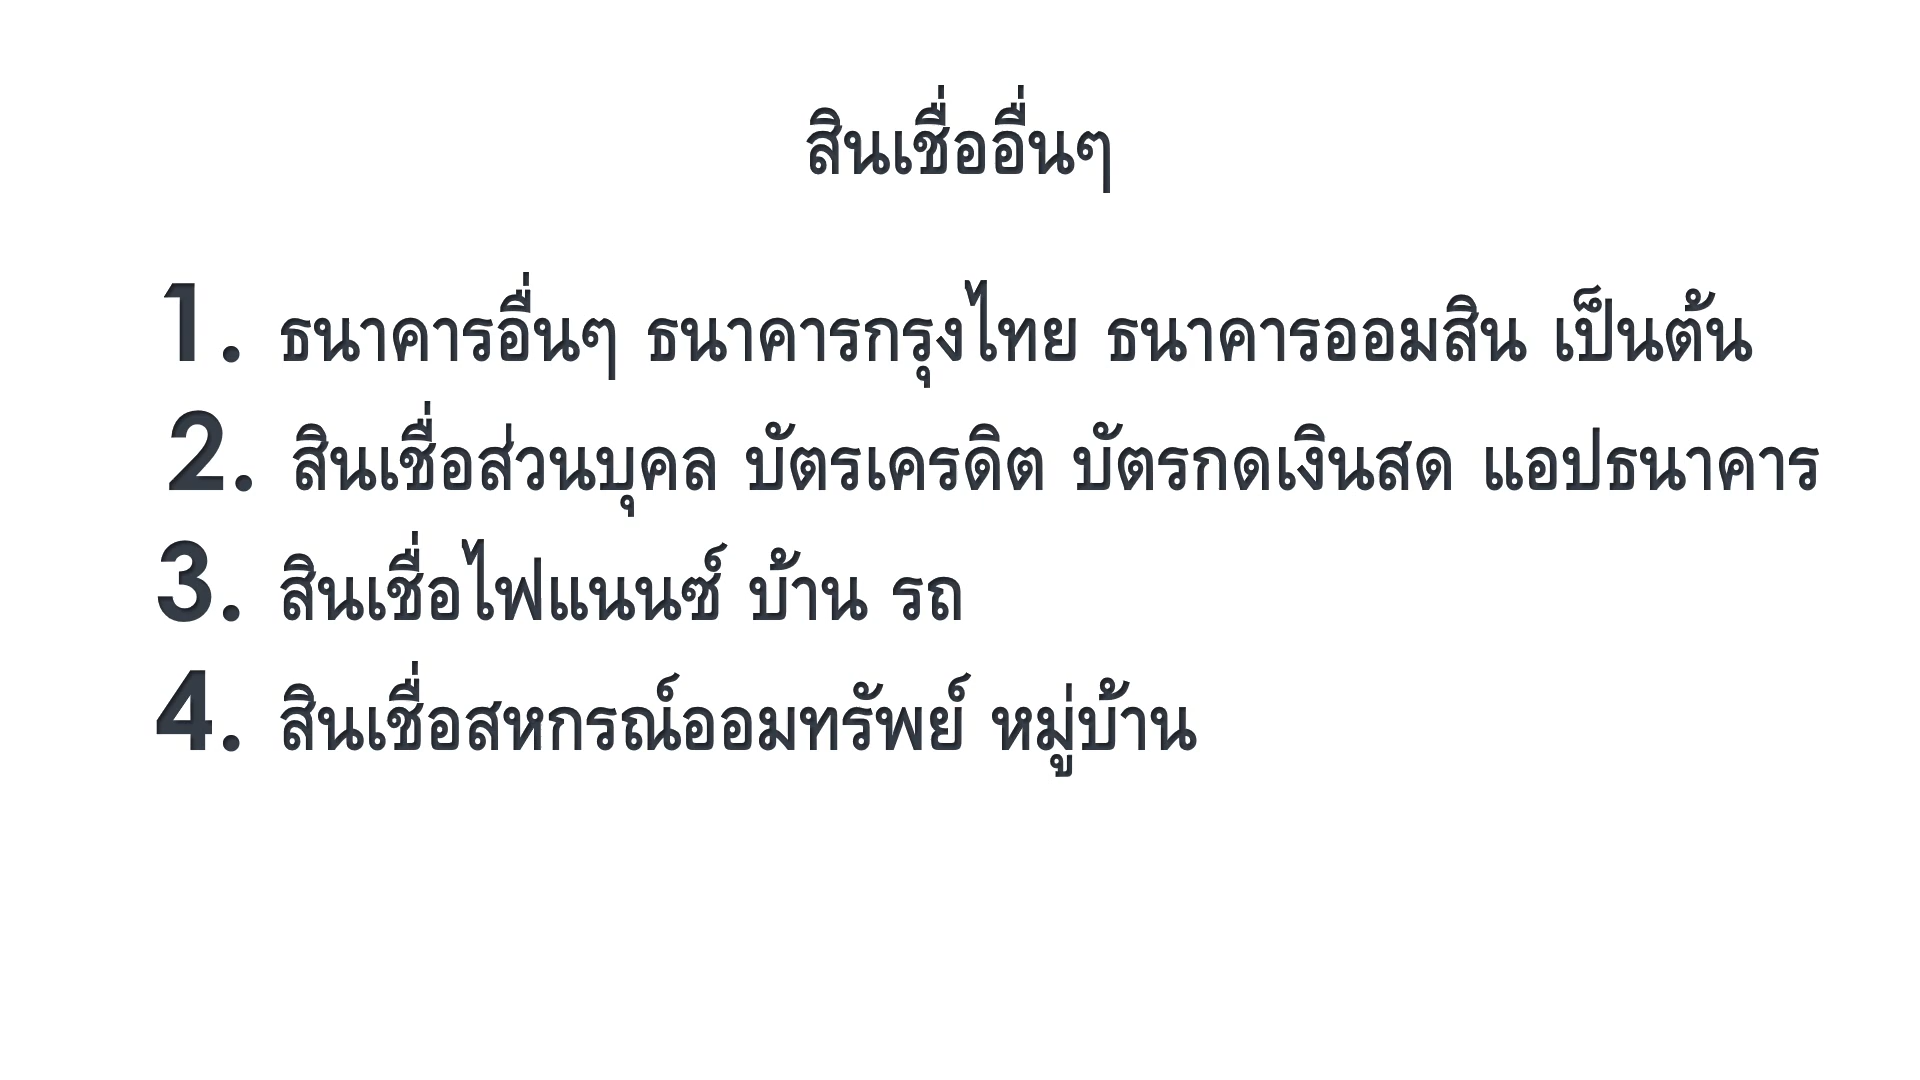 สินเชื่ออื่นๆ
1. ธนาคารอื่นๆ ธนาคารกรุงไทย ธนาคารออมสิน เป็นต้น
2. สินเชื่อส่วนบุคล บัตรเครดิต บัตรกดเงินสด แอปธนาคาร
3. สินเชื่อไฟแนนซ์ บ้าน รถ
4. สินเชื่อสหกรณ์ออมทรัพย์ หมู่บ้าน